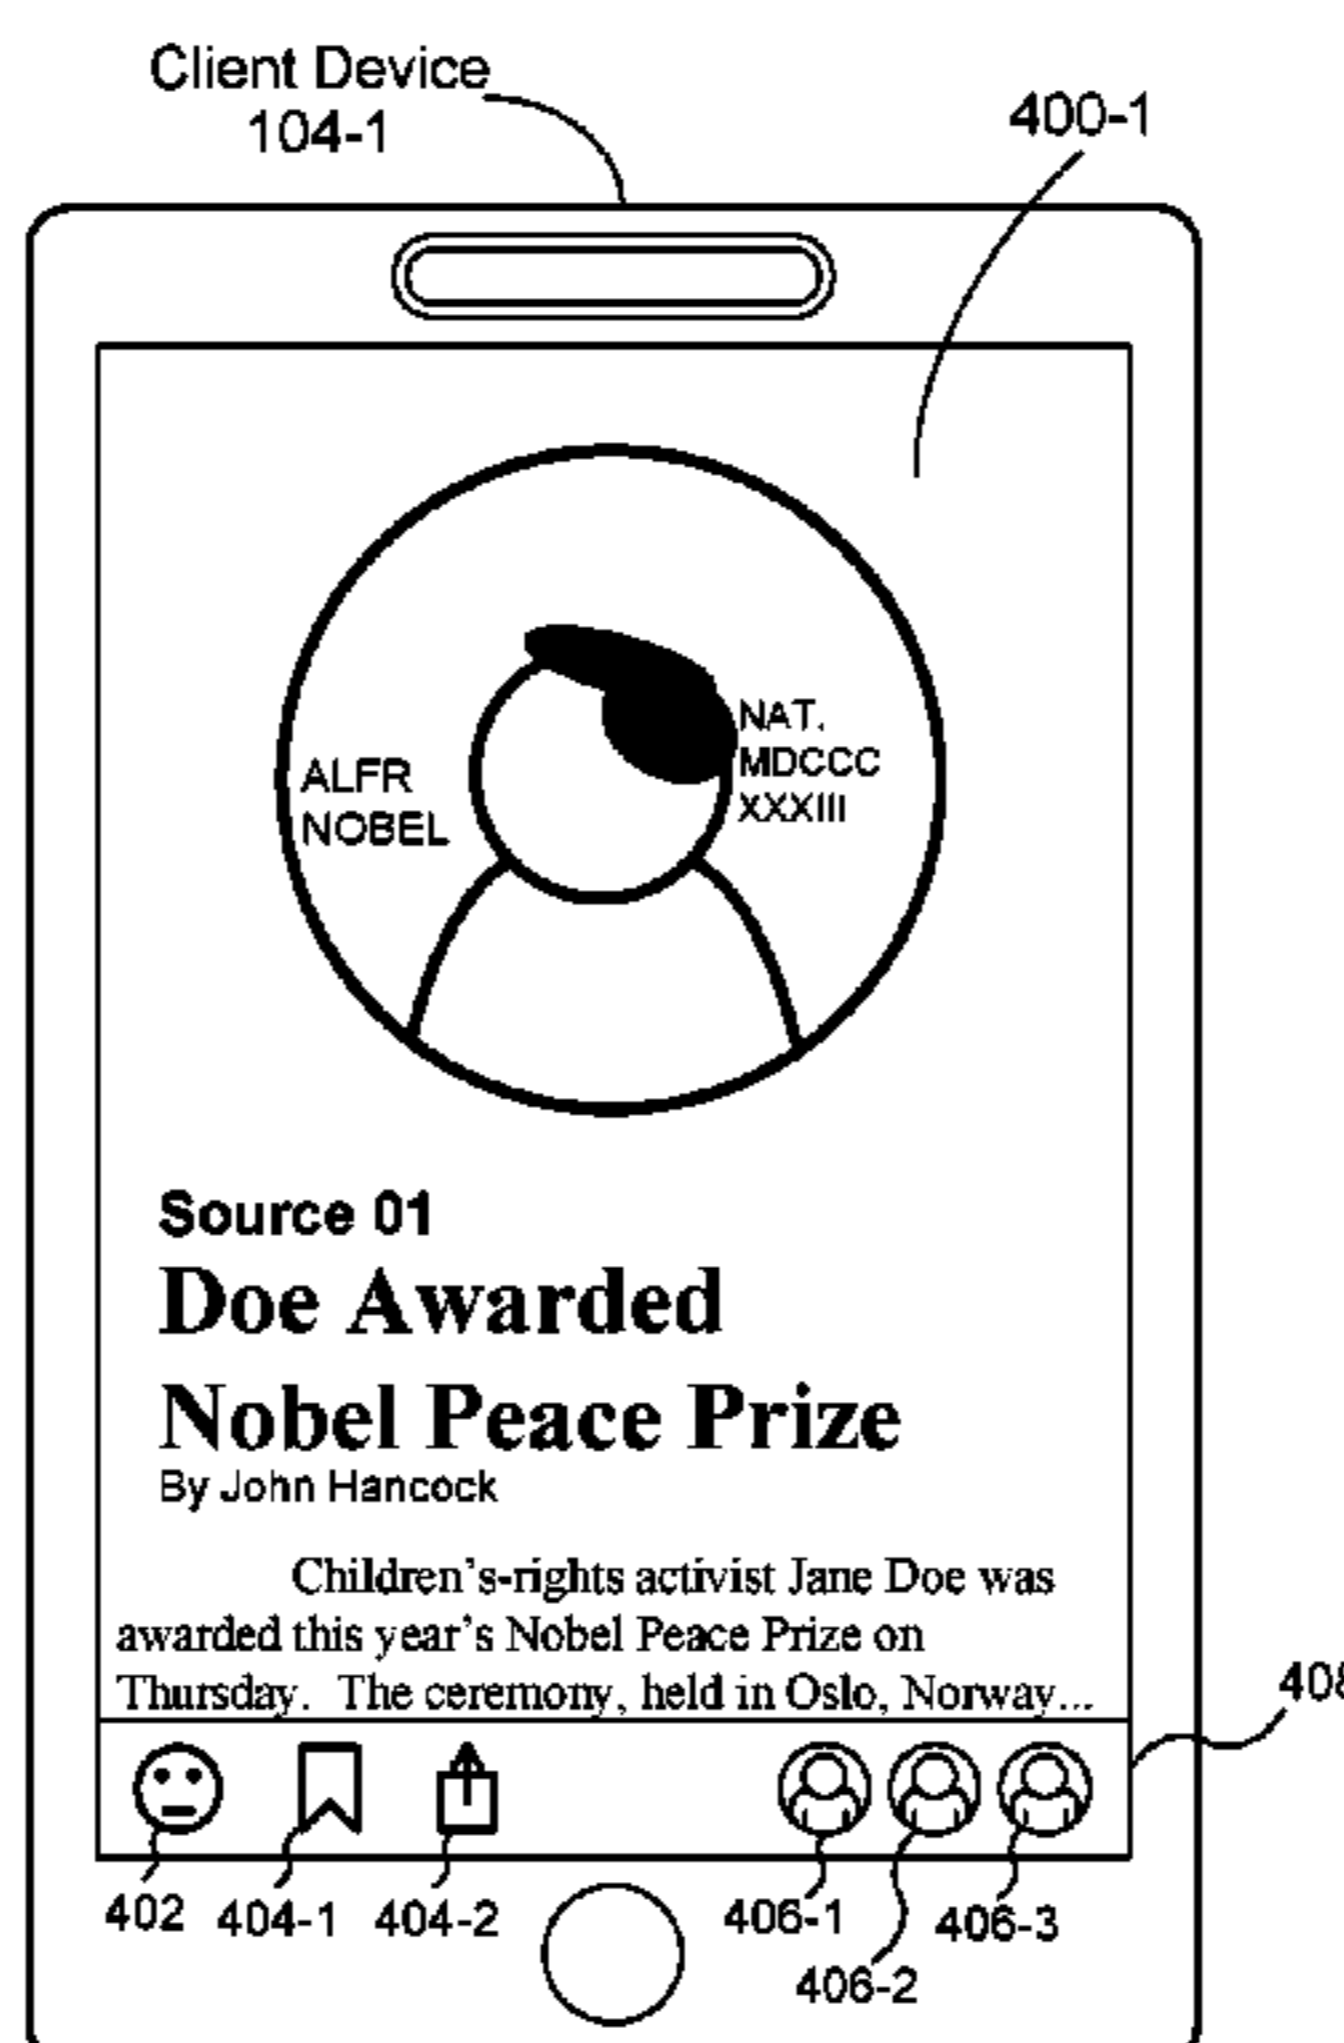 Client Device
104-1
400-1
ALFR
NOBEL
NAT.
MDCCC
XXXIII
Source 01
Doe Awarded
Nobel Peace Prize
By John Hancock
Children's-rights activist Jane Doe was
awarded this year's Nobel Peace Prize on
Thursday. The ceremony, held in Oslo, Norway...
408
402
404-1
404-2
406-1
406-2
406-3